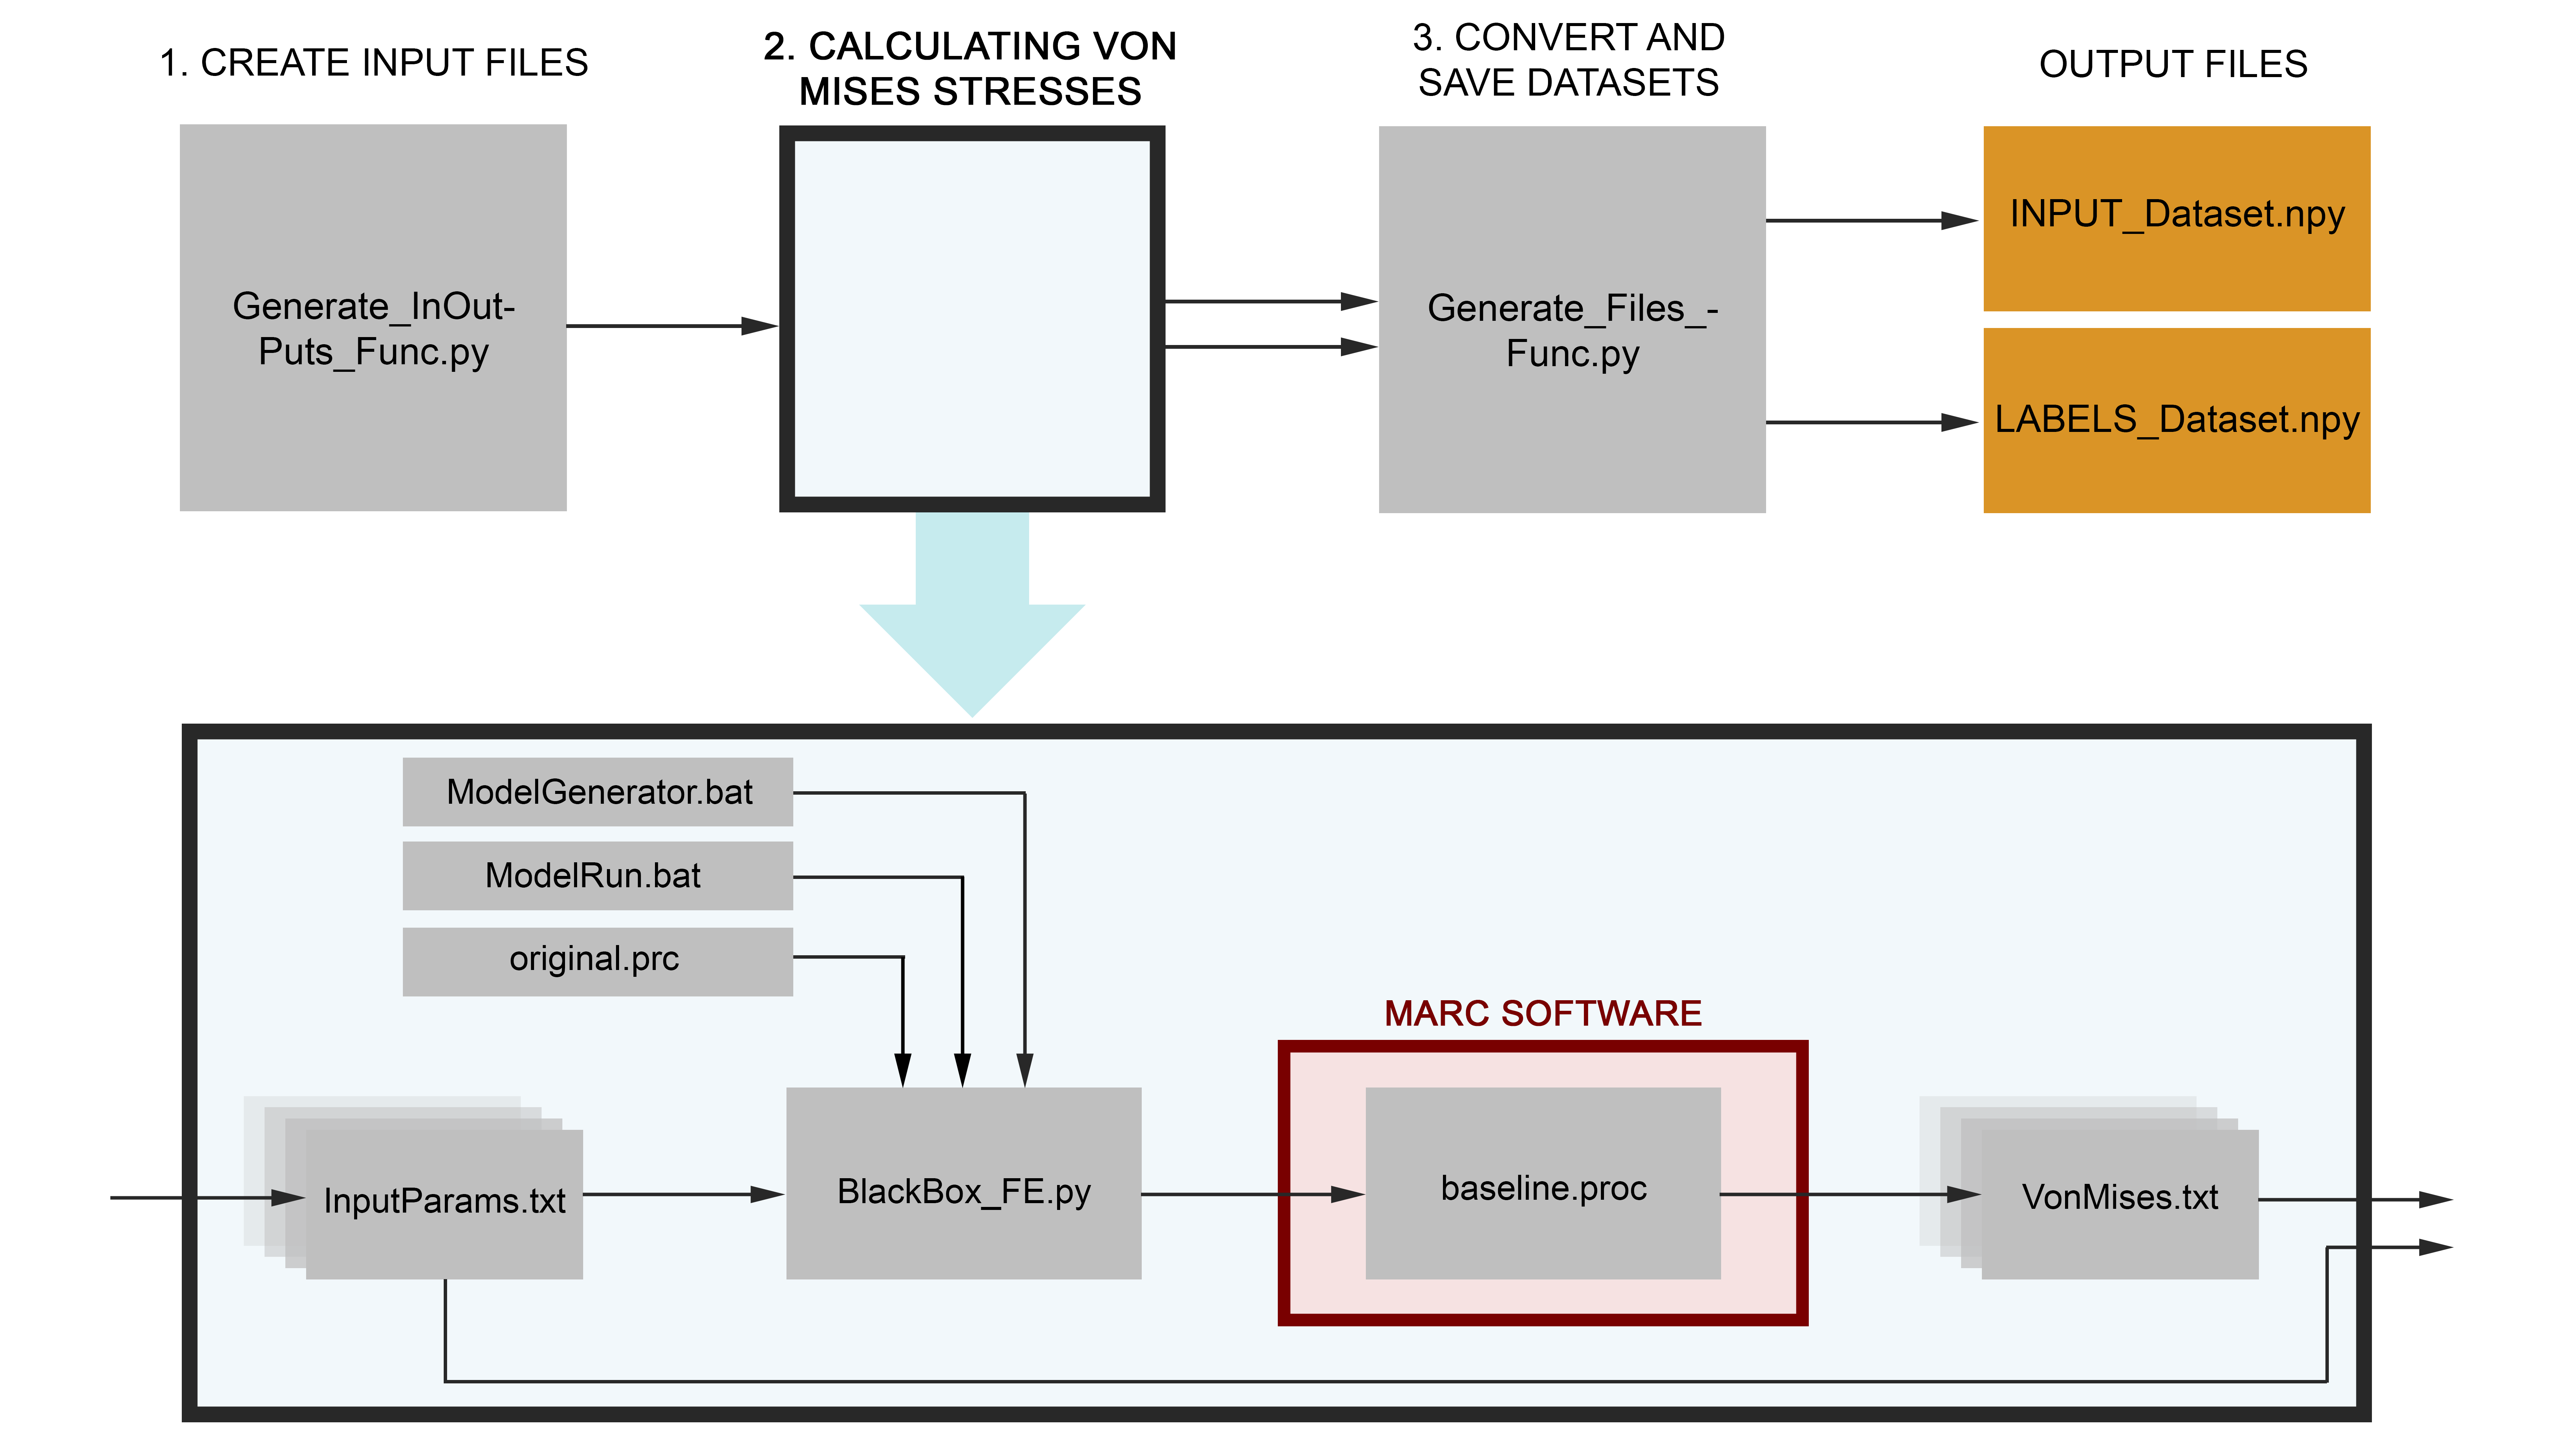 1. CREATE INPUT FILES
2. CALCULATING VON
MISES STRESSES
3. CONVERT AND
SAVE DATASETS
OUTPUT FILES
Generate_InOut-
Puts_Func.py
Generate_Files_-
Func.py
INPUT_Dataset.npy
LABELS_Dataset.npy
ModelGenerator.bat
ModelRun.bat
original.prc
MARC SOFTWARE
InputParams.txt
BlackBox_FE.py
baseline.proc
VonMises.txt